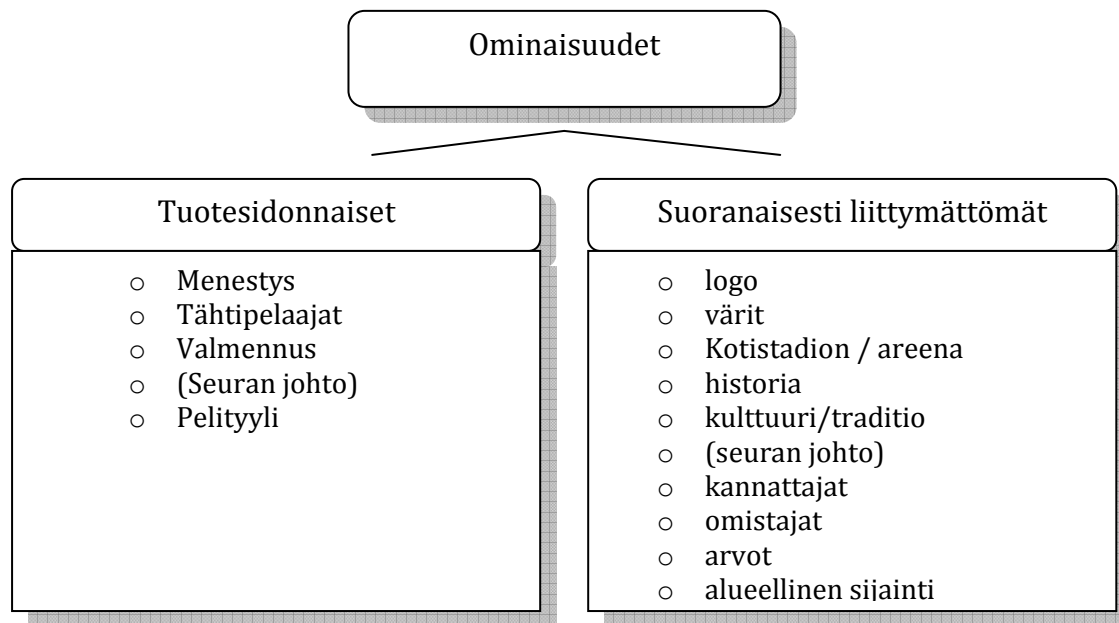 Ominaisuudet
Tuotesidonnaiset
o Menestys
o Tähtipelaajat
o Valmennus
o (Seuran johto)
o Pelityyli
Suoranaisesti liittymättömät
o logo
o värit
o Kotistadion / areena
o historia
o kulttuuri/traditio
o (seuran johto)
o kannattajat
o omistajat
o arvot
o alueellinen sijainti